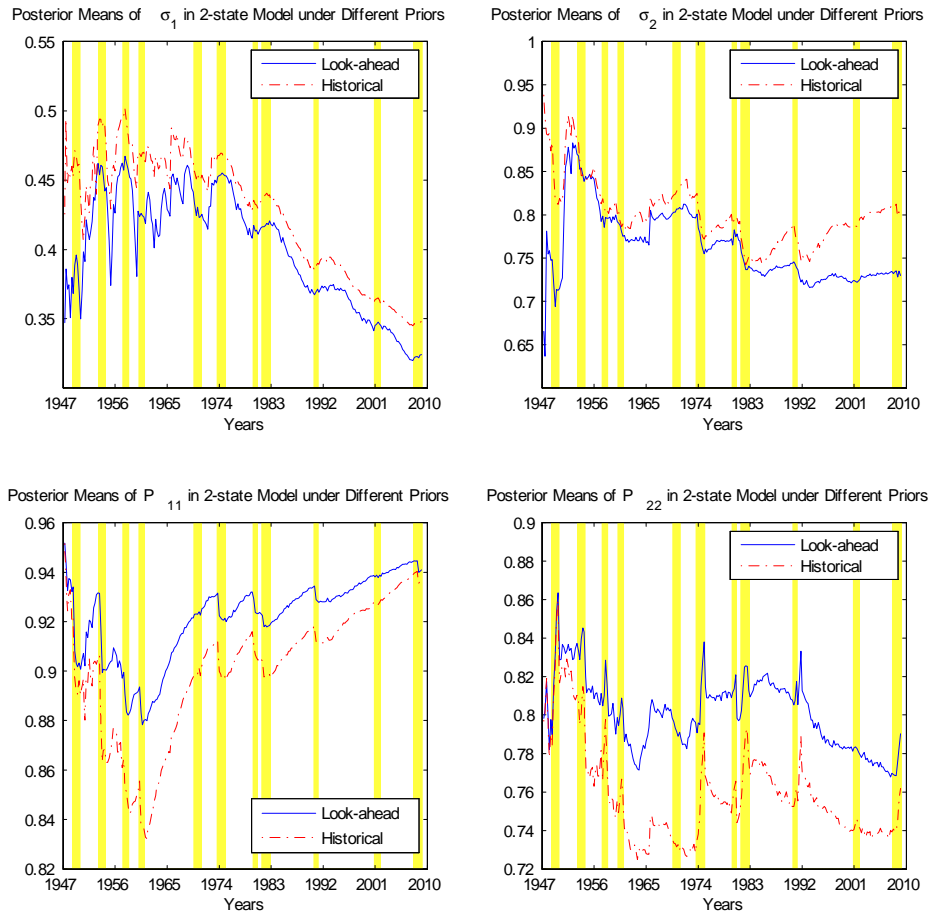 Posterior Means of σ1 in 2-state Model under Different Priors
0.55
0.5
0.45
0.4
0.35
Look-ahead
Historical
1947 1956 1965 1974 1983 1992 2001 2010
Years
Posterior Means of σ2 in 2-state Model under Different Priors
1
0.95
0.9
0.85
0.8
0.75
0.7
0.65
Look-ahead
Historical
1947 1956 1965 1974 1983 1992 2001 2010
Years
Posterior Means of P11 in 2-state Model under Different Priors
0.96
0.94
0.92
0.9
0.88
0.86
0.84
0.82
Look-ahead
Historical
1947 1956 1965 1974 1983 1992 2001 2010
Years
Posterior Means of P22 in 2-state Model under Different Priors
0.9
0.88
0.86
0.84
0.82
0.8
0.78
0.76
0.74
0.72
Look-ahead
Historical
1947 1956 1965 1974 1983 1992 2001 2010
Years